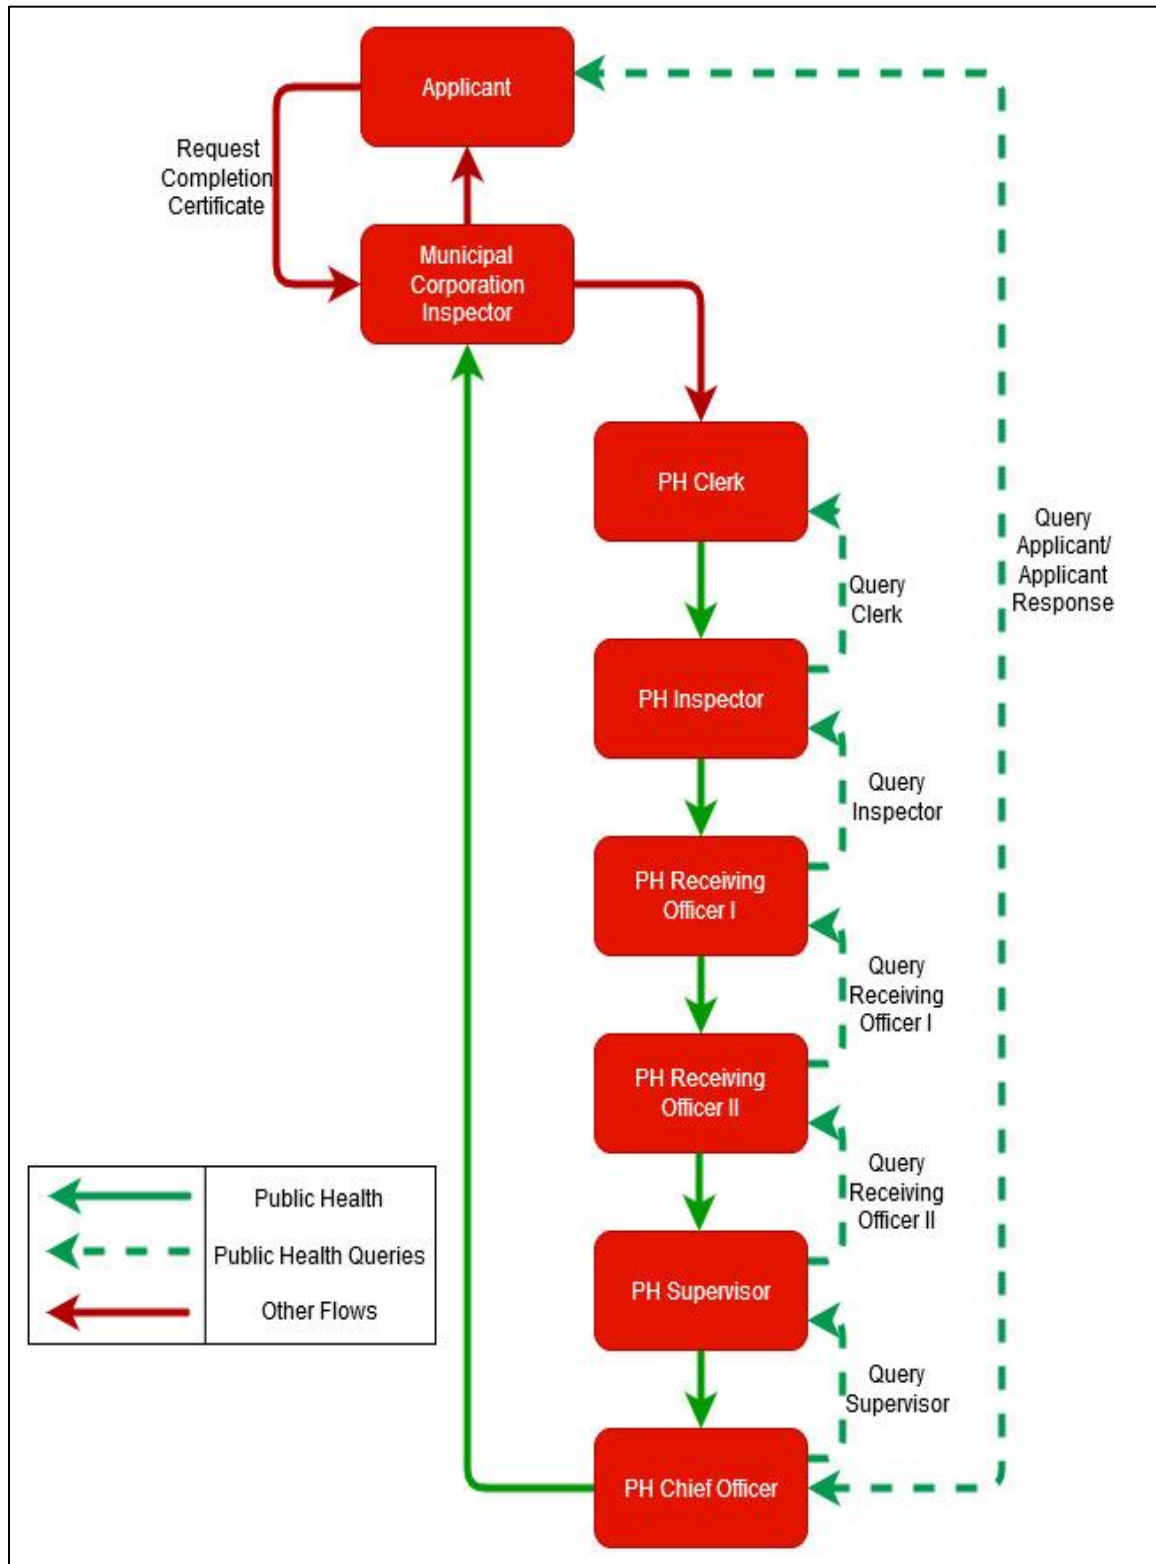 Applicant
Request
Completion
Certificate
Municipal
Corporation
Inspector
PH Clerk
Query
Applicant/
Applicant
Response
Query
Clerk
PH Inspector
Query
Inspector
PH Receiving
Officer I
Query
Receiving
Officer I
PH Receiving
Officer II
Query
Receiving
Officer II
Public Health
Public Health Queries
Other Flows
PH Supervisor
Query
Supervisor
PH Chief Officer